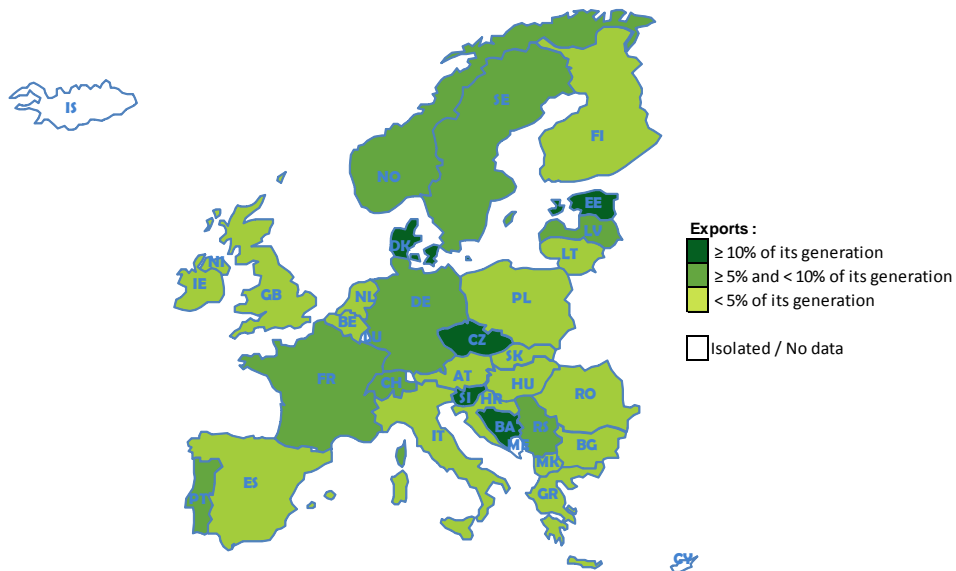 IS
SE
FI
NO
EE
LV
DK
LT
NI
IE
GB
NL
DE
PL
BE
LU
CZ
SK
FR
CH
AT
HU
RO
SI
HR
BA
RS
IT
ME
BG
MK
ES
PT
GR
CY
Exports :
≥ 10% of its generation
≥ 5% and < 10% of its generation
< 5% of its generation
Isolated / No data